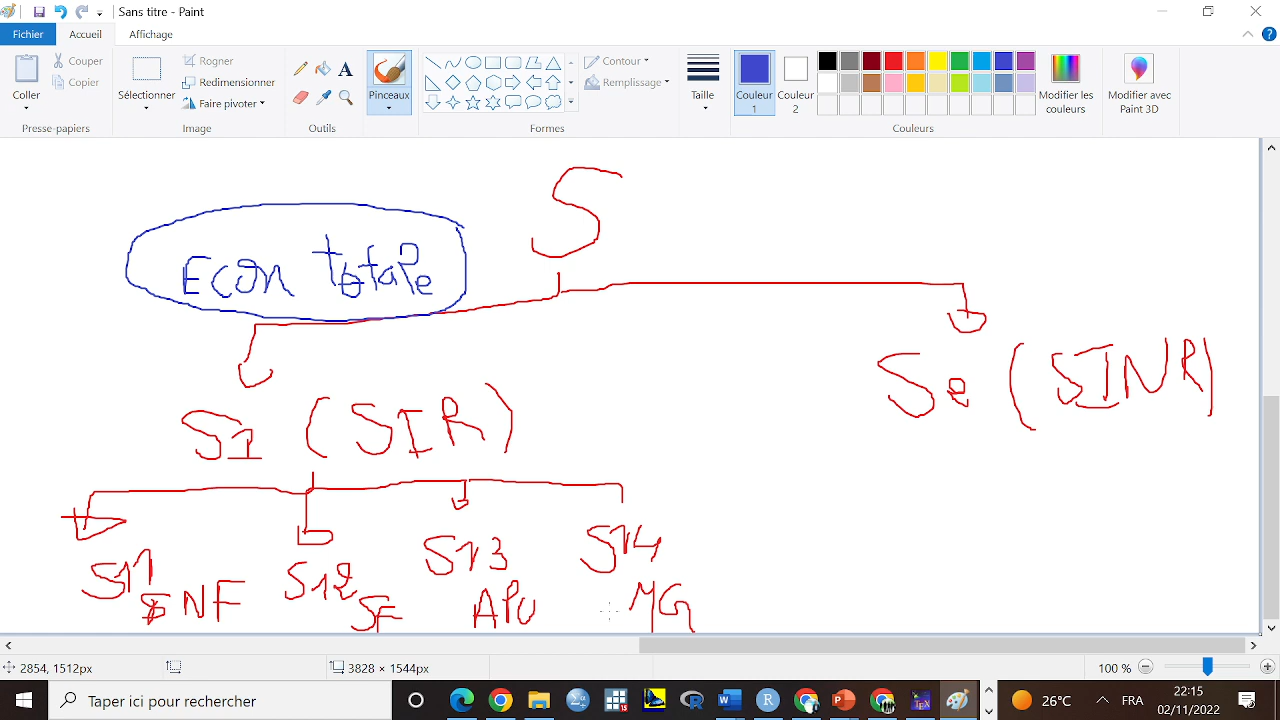 Sans titre - Paint
Fichier Accueil Affichage
Coller
Couper
Copier
Presse-papiers
Sélectionner
Rogner
Redimensionner
Faire pivoter
Image
Outils
Pinceaux
Formes
Contour
Remplissage
Taille
Couleur 1
Couleur 2
Couleurs
Modifier les couleurs
Modifier avec Paint 3D
S
Econ totale
S1 (SIR)
Se (SINR)
S11 S12 S13 S14
SNF SF APU MG
2854, 1512px
3828 × 1544px
100 %
Taper ici pour rechercher
26°C
FRA
22:15
02/11/2022